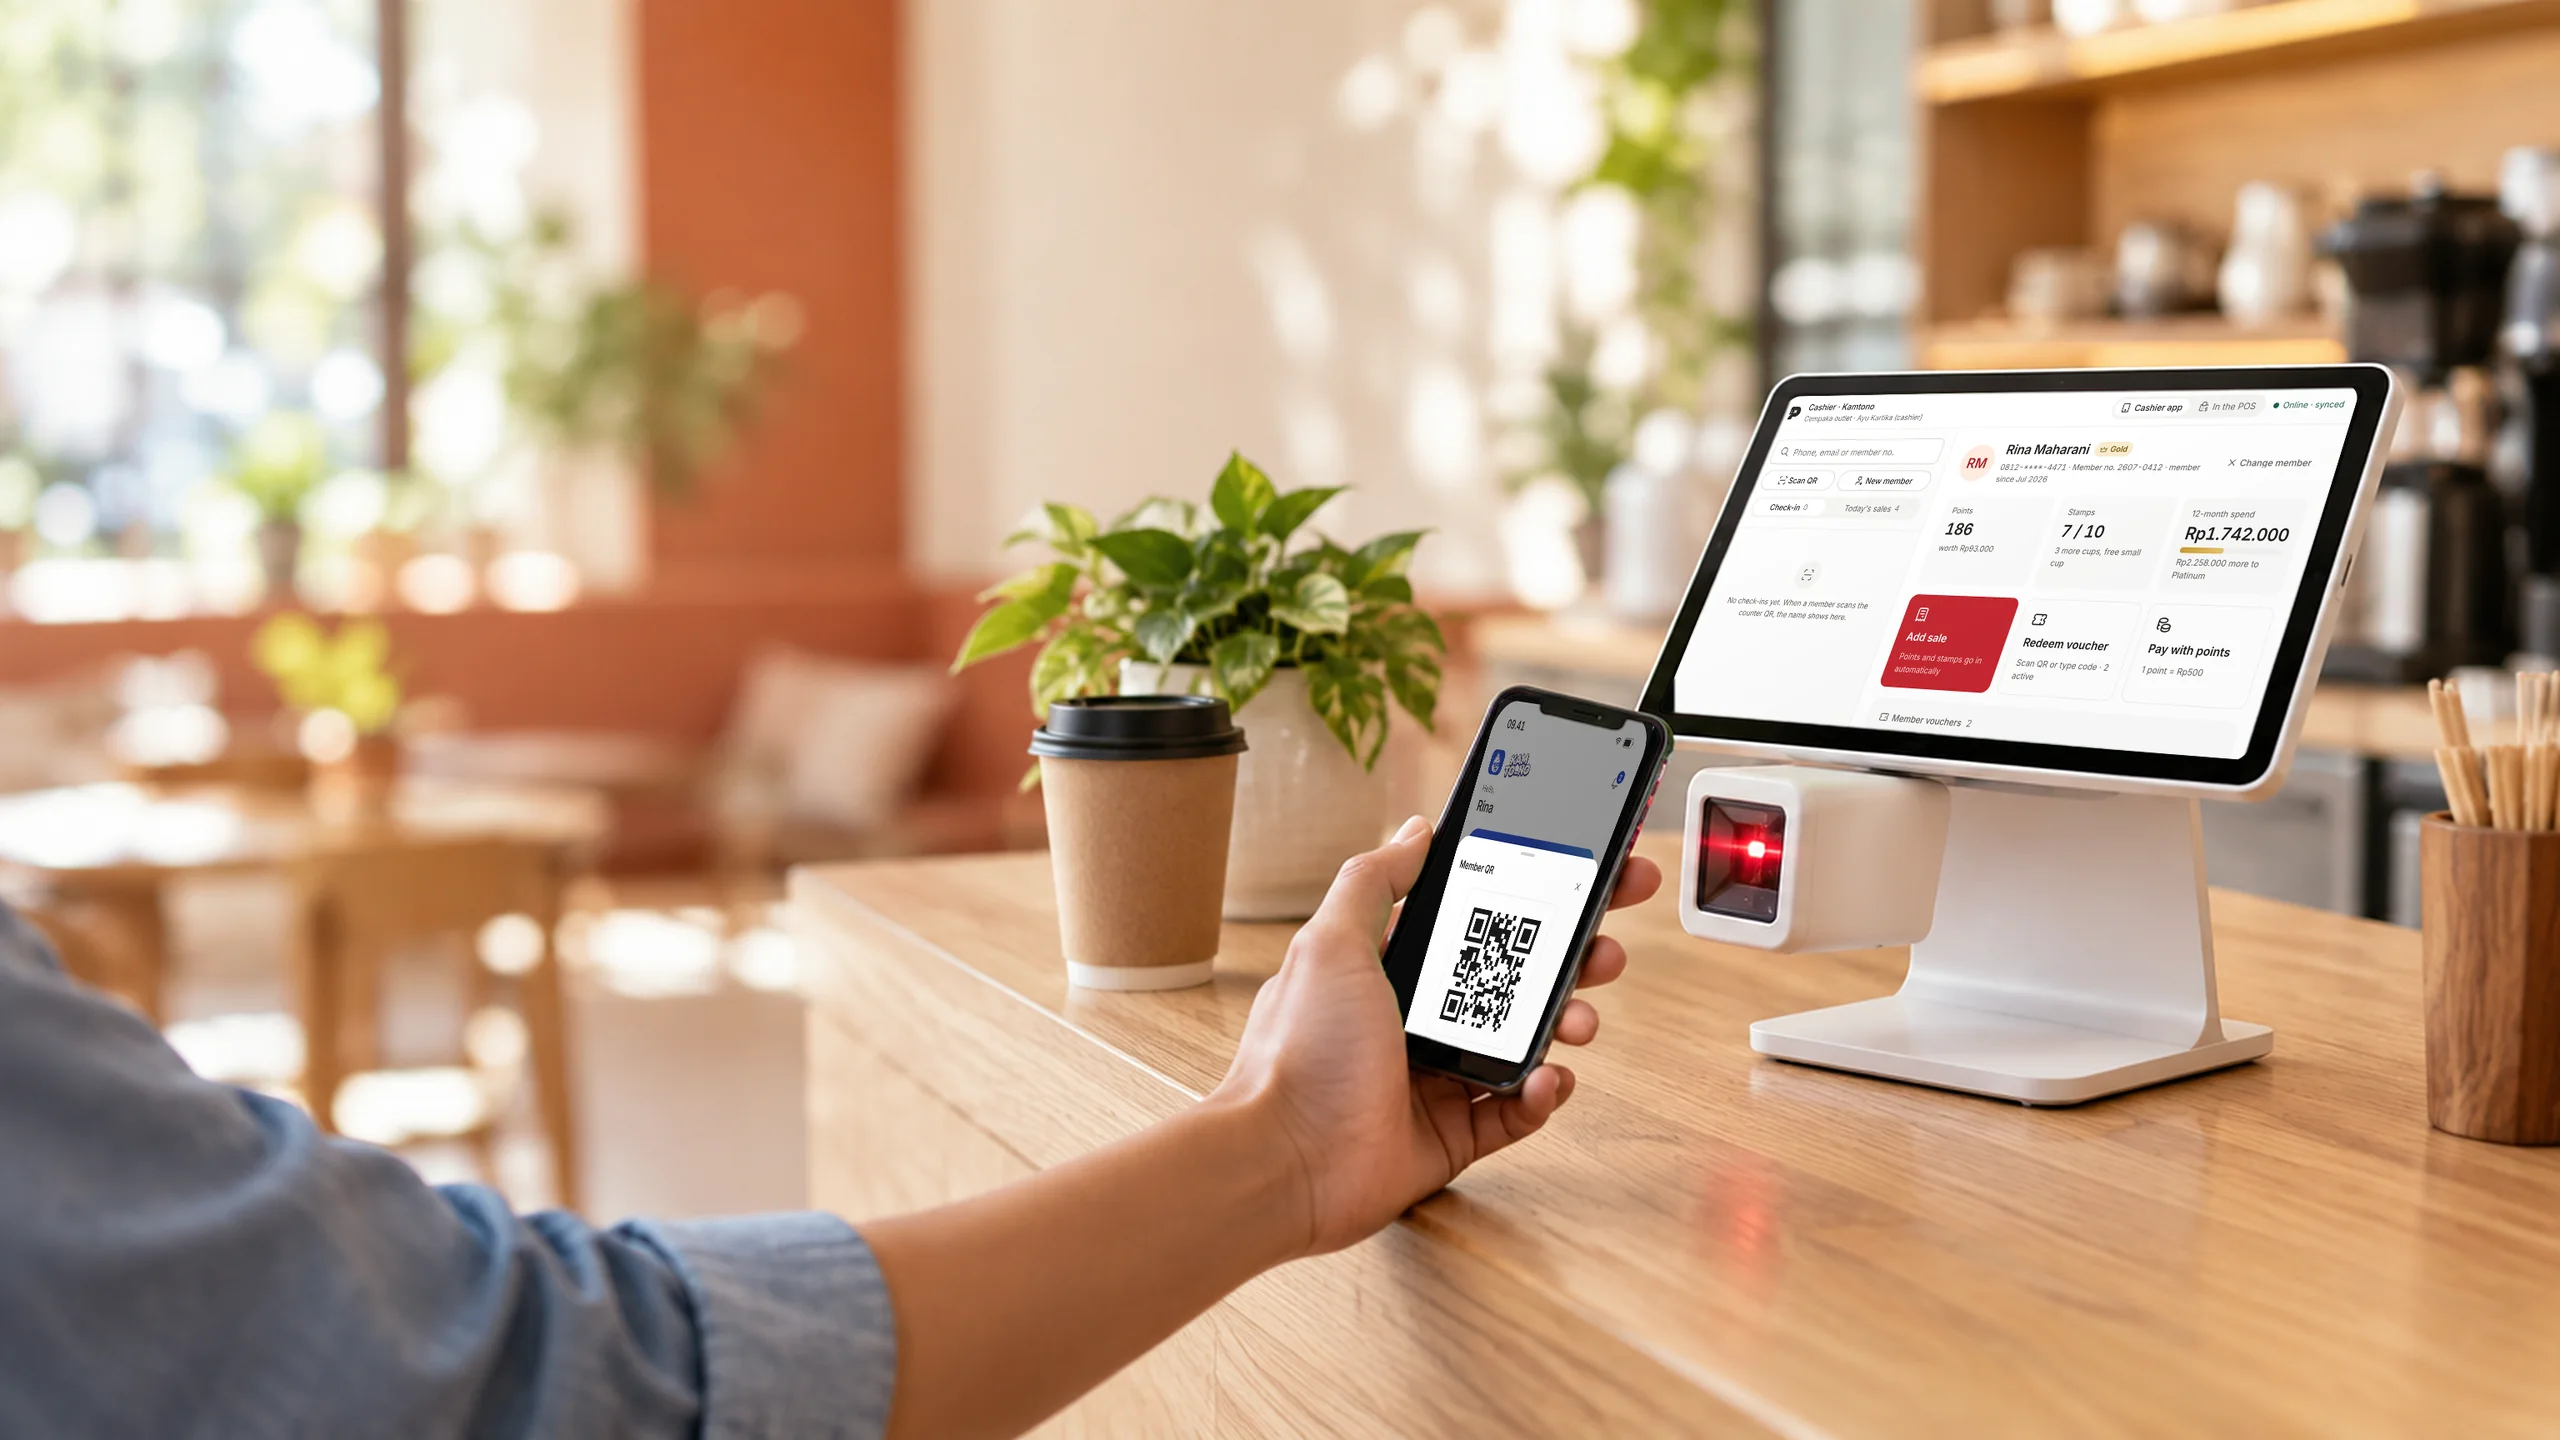 Cashier · Kamtono
Cempaka outlet · Ayu Kartika (cashier)
Cashier app
In the POS
Online · synced
Phone, email or member no.
Scan QR
New member
Check-in 0
Today's sales 4
No check-ins yet. When a member scans the
counter QR, the name shows here.
RM
Rina Maharani
Gold
0812-****-4471 · Member no. 2607-0412 · member
since Jul 2026
Change member
Points
186
worth Rp93.000
Stamps
7 / 10
3 more cups, free small
cup
12-month spend
Rp1.742.000
Rp2.258.000 more to
Platinum
Add sale
Points and stamps go in
automatically
Redeem voucher
Scan QR or type code · 2
active
Pay with points
1 point = Rp500
Member vouchers 2
09.41
KAM
TONO
Hello,
Rina
Member QR